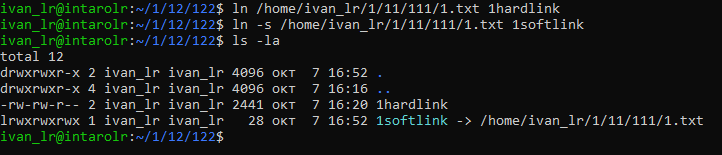 ivan_lr@intarolr:~/1/12/122$ ln /home/ivan_lr/1/11/111/1.txt 1hardlink
ivan_lr@intarolr:~/1/12/122$ ln -s /home/ivan_lr/1/11/111/1.txt 1softlink
ivan_lr@intarolr:~/1/12/122$ ls -la
total 12
drwxrwxr-x 2 ivan_lr ivan_lr 4096 окт  7 16:52 .
drwxrwxr-x 4 ivan_lr ivan_lr 4096 окт  7 16:16 ..
-rw-rw-r-- 2 ivan_lr ivan_lr 2441 окт  7 16:20 1hardlink
lrwxrwxrwx 1 ivan_lr ivan_lr   28 окт  7 16:52 1softlink -> /home/ivan_lr/1/11/111/1.txt
ivan_lr@intarolr:~/1/12/122$